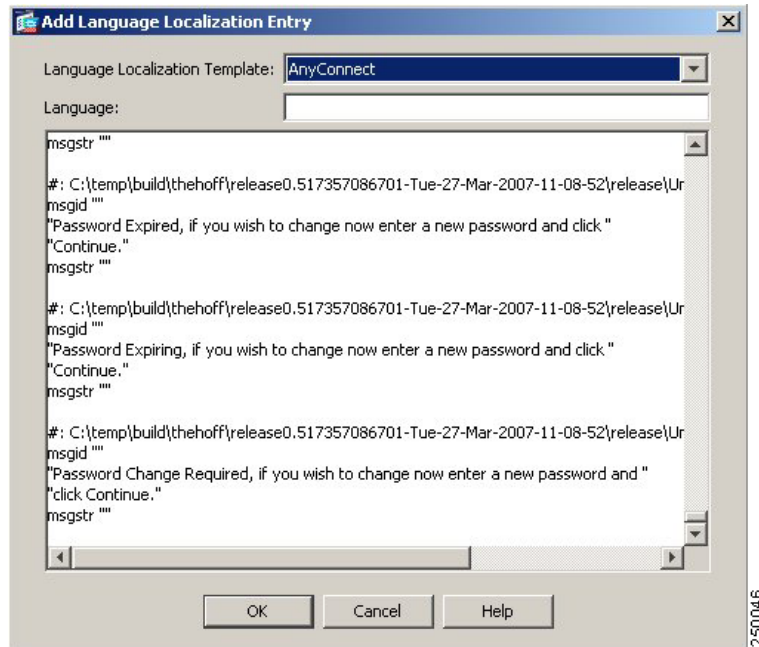 Add Language Localization Entry
Language Localization Template: AnyConnect
Language:
msgstr ""
#: C:\temp\build\thehoff\release0.517357086701-Tue-27-Mar-2007-11-08-52\release\Ur
msgid ""
"Password Expired, if you wish to change now enter a new password and click "
"Continue."
msgstr ""
#: C:\temp\build\thehoff\release0.517357086701-Tue-27-Mar-2007-11-08-52\release\Ur
msgid ""
"Password Expiring, if you wish to change now enter a new password and click "
"Continue."
msgstr ""
#: C:\temp\build\thehoff\release0.517357086701-Tue-27-Mar-2007-11-08-52\release\Ur
msgid ""
"Password Change Required, if you wish to change now enter a new password and "
"click Continue."
msgstr ""
OK Cancel Help
250046